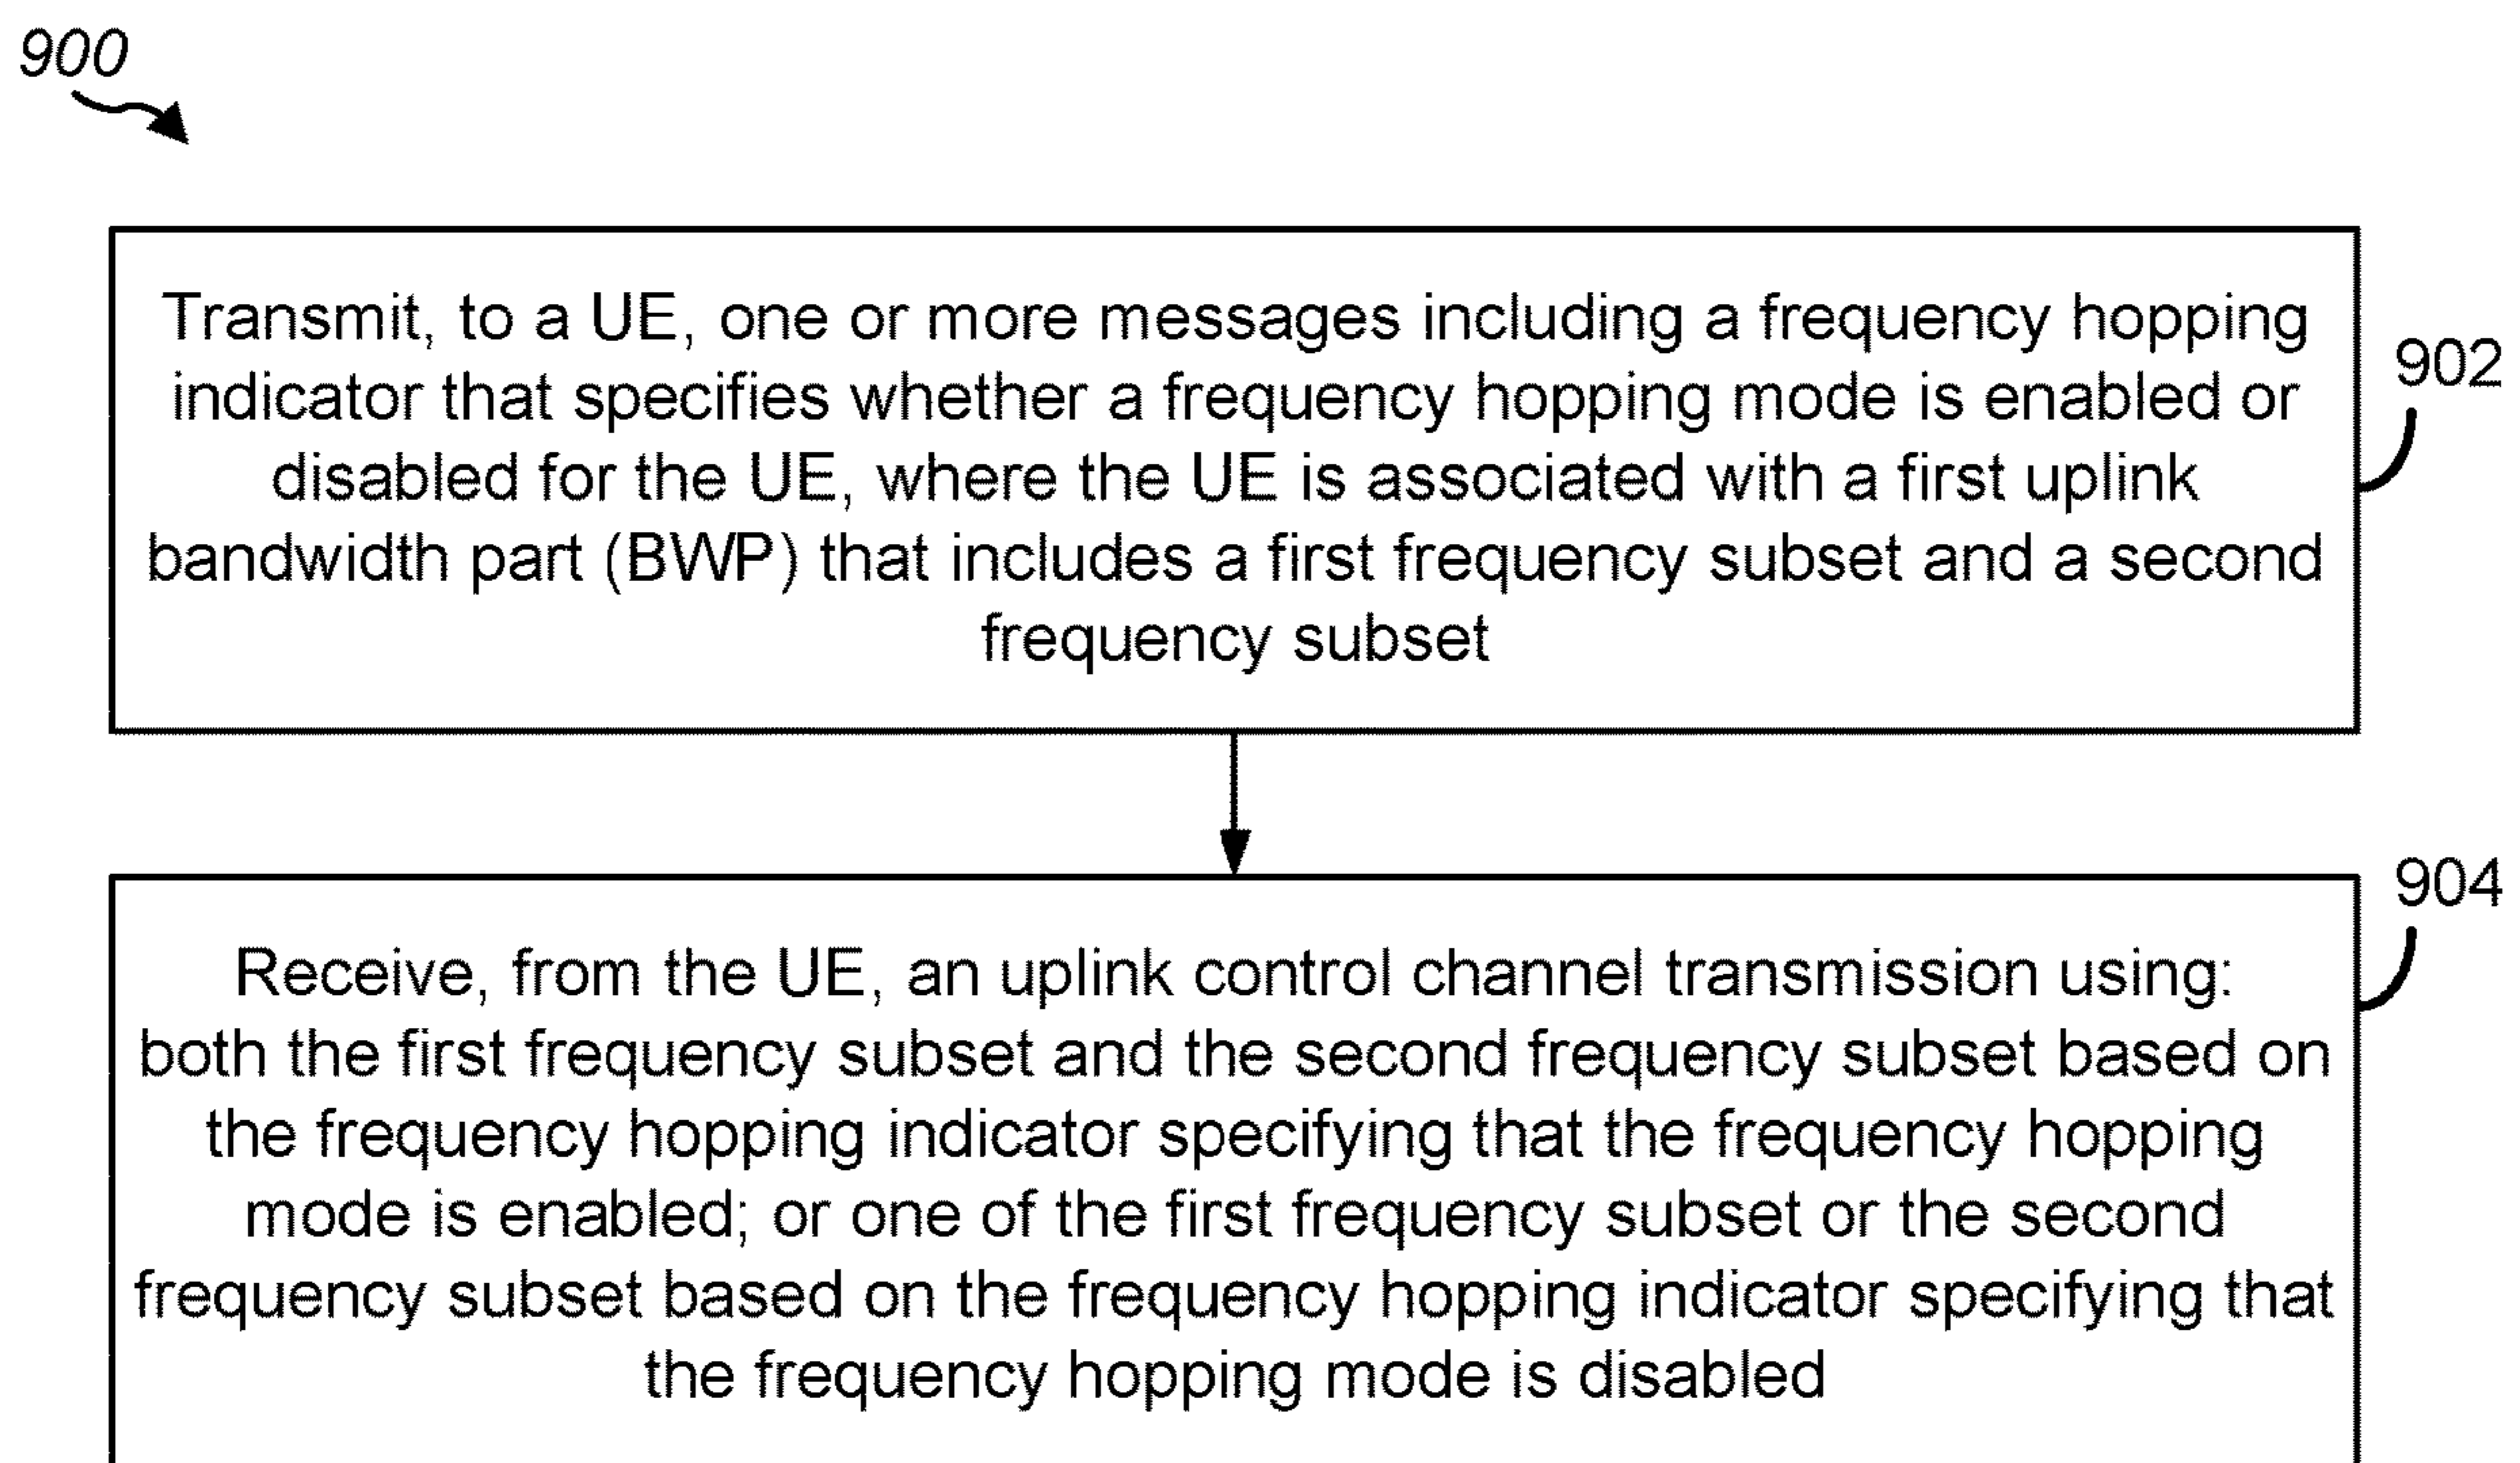 900
Transmit, to a UE, one or more messages including a frequency hopping
indicator that specifies whether a frequency hopping mode is enabled or
disabled for the UE, where the UE is associated with a first uplink
bandwidth part (BWP) that includes a first frequency subset and a second
frequency subset
902
904
Receive, from the UE, an uplink control channel transmission using:
both the first frequency subset and the second frequency subset based on
the frequency hopping indicator specifying that the frequency hopping
mode is enabled; or one of the first frequency subset or the second
frequency subset based on the frequency hopping indicator specifying that
the frequency hopping mode is disabled